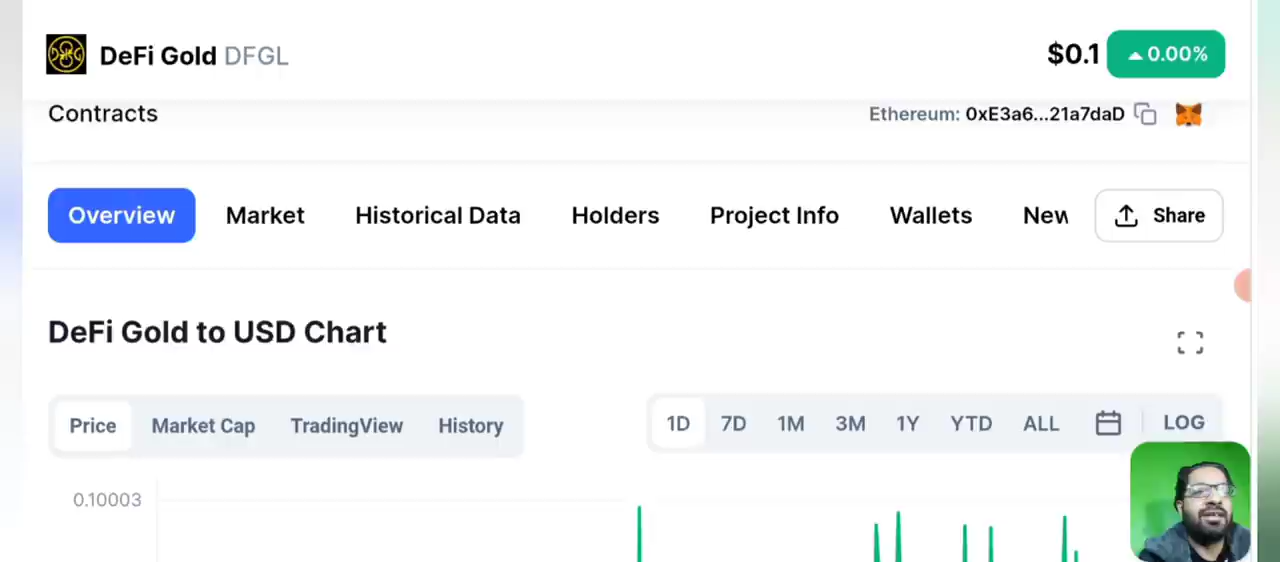 DeFi Gold DFGL
$0.1 0.00%
Contracts
Ethereum: 0xE3a6...21a7daD
Overview Market Historical Data Holders Project Info Wallets New Share
DeFi Gold to USD Chart
Price Market Cap TradingView History
1D 7D 1M 3M 1Y YTD ALL LOG
0.10003